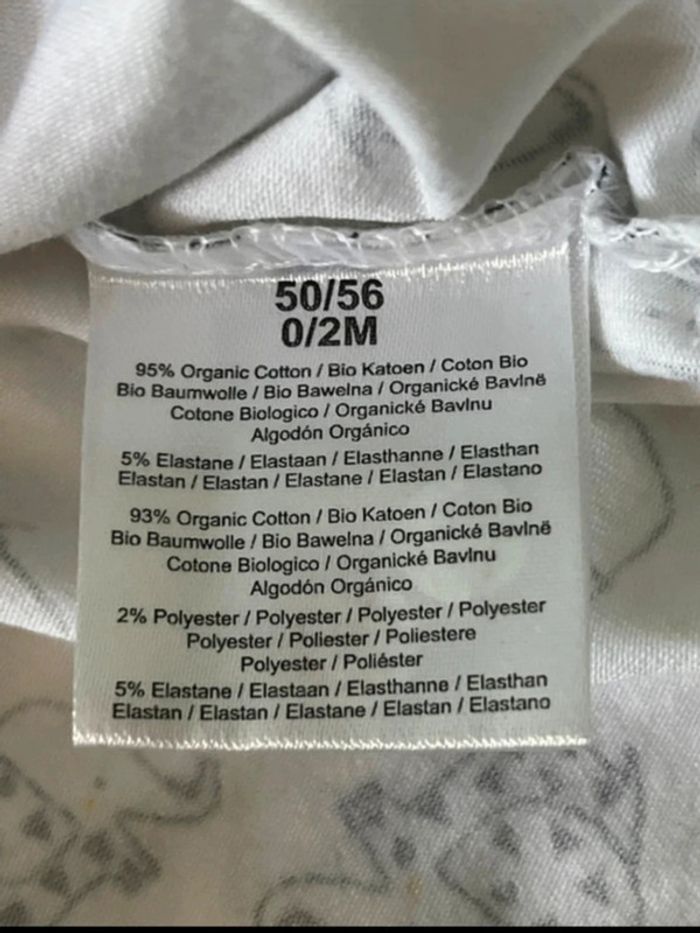 50/56
0/2M
95% Organic Cotton / Bio Katoen / Coton Bio
Bio Baumwolle / Bio Bawelna / Organické Bavlnë
Cotone Biologico / Organické Bavlnu
Algodón Orgánico
5% Elastane / Elastaan / Elasthanne / Elasthan
Elastan / Elastan / Elastane / Elastan / Elastano
93% Organic Cotton / Bio Katoen / Coton Bio
Bio Baumwolle / Bio Bawelna / Organické Bavlnë
Cotone Biologico / Organické Bavlnu
Algodón Orgánico
2% Polyester / Polyester / Polyester / Polyester
Polyester / Poliester / Poliestere
Polyester / Poliéster
5% Elastane / Elastaan / Elasthanne / Elasthan
Elastan / Elastan / Elastane / Elastan / Elastano